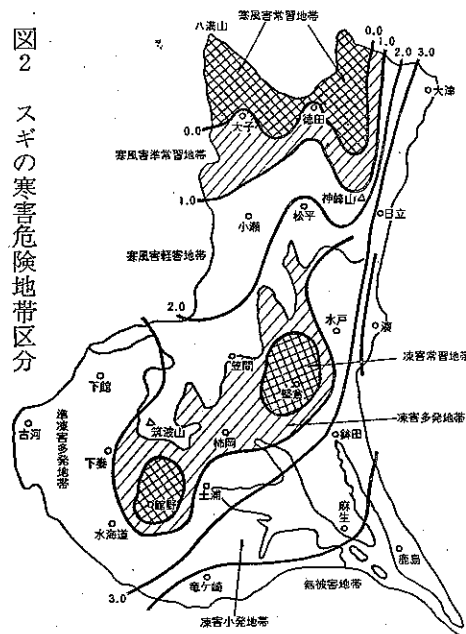 図2 スギの寒害危険地帯区分
寒風害常習地帯
八溝山
0.0
1.0
2.0
3.0
大津
大子
徳田
0.0
寒風害準常習地帯
神峰山
1.0
小瀬
松平
日立
寒風害軽害地帯
2.0
水戸
湊
凍害常習地帯
笠間
下館
堅倉
筑波山
凍害多発地帯
古河
準凍害多発地帯
柿岡
鉾田
下妻
土浦
館野
麻生
水海道
鹿島
3.0
竜ケ崎
無被害地帯
凍害小発地帯